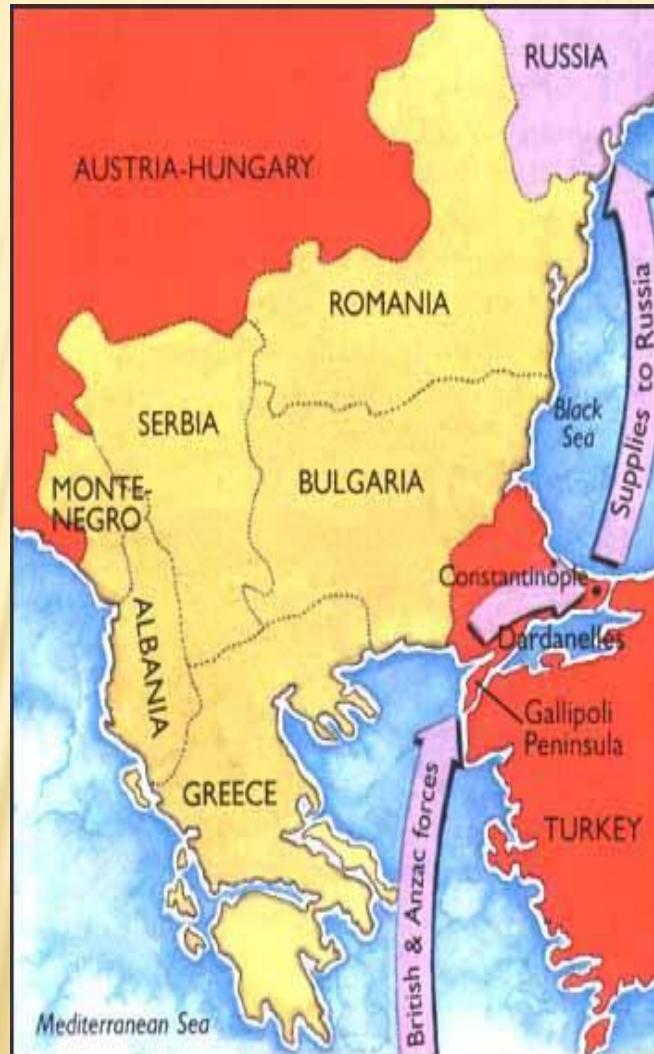 RUSSIA
AUSTRIA-HUNGARY
ROMANIA
Supplies to Russia
Black
Sea
SERBIA
BULGARIA
MONTE-
NEGRO
Constantinople
ALBANIA
Dardanelles
Gallipoli
Peninsula
GREECE
TURKEY
British & Anzac forces
Mediterranean Sea